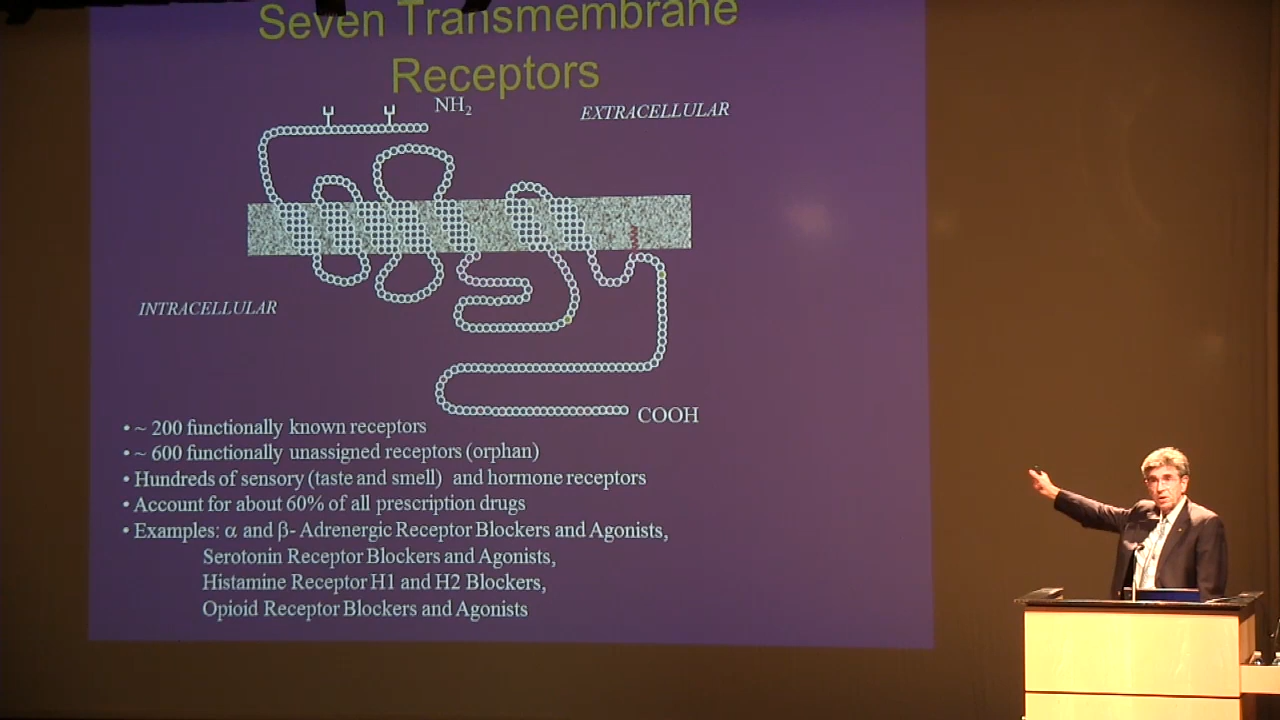 Seven Transmembrane
Receptors
NH₂
EXTRACELLULAR
INTRACELLULAR
COOH
• ~ 200 functionally known receptors
• ~ 600 functionally unassigned receptors (orphan)
• Hundreds of sensory (taste and smell) and hormone receptors
• Account for about 60% of all prescription drugs
• Examples: α and β- Adrenergic Receptor Blockers and Agonists,
Serotonin Receptor Blockers and Agonists,
Histamine Receptor H1 and H2 Blockers,
Opioid Receptor Blockers and Agonists